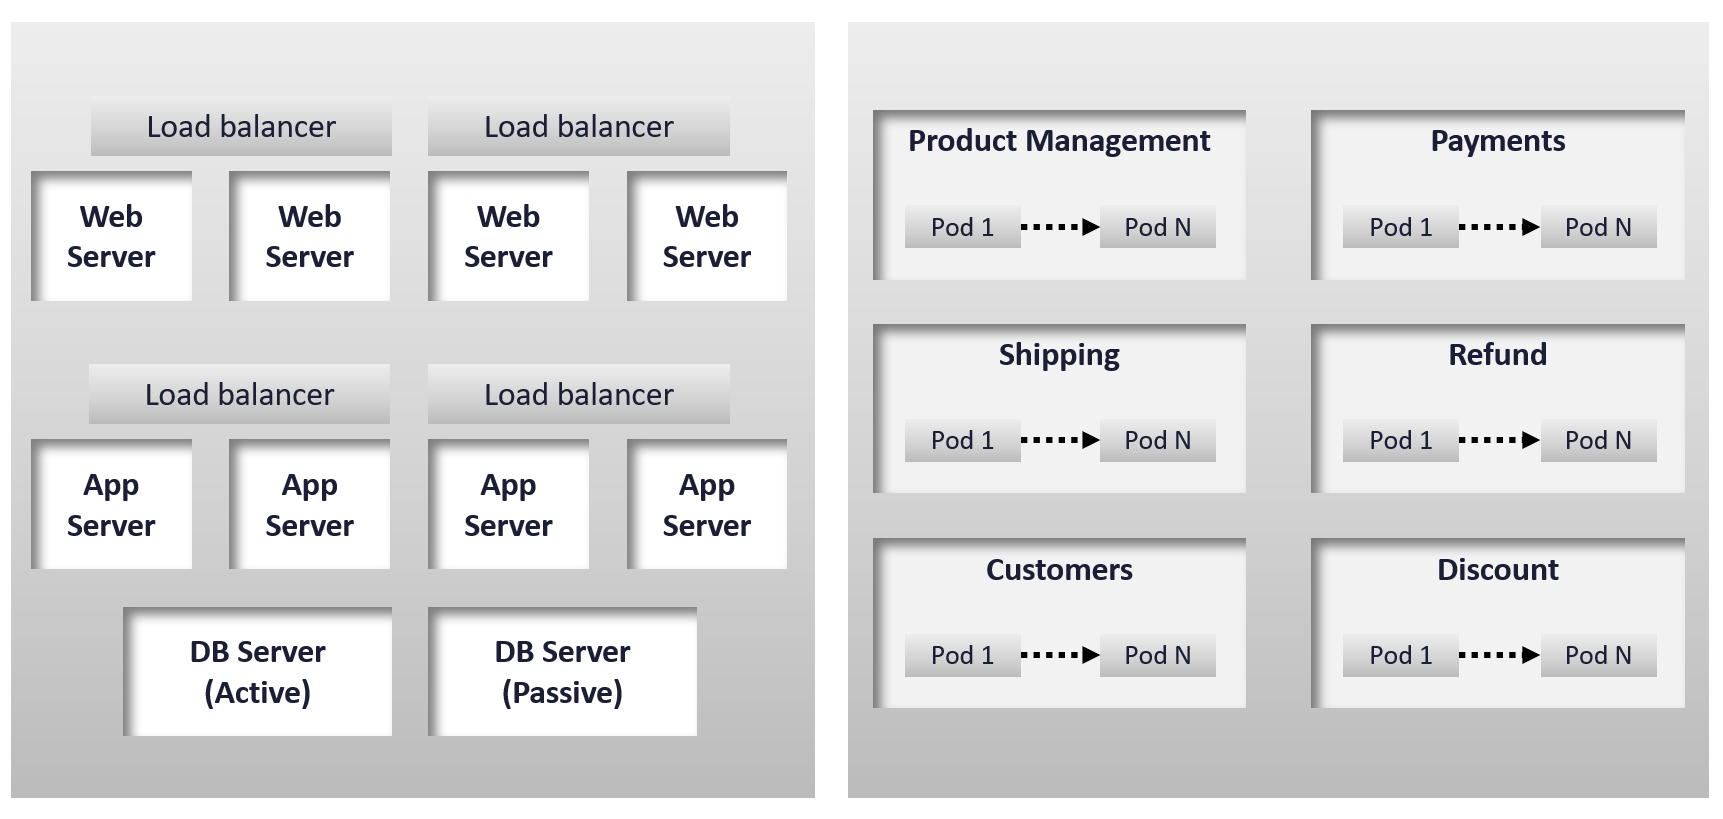 Load balancer
Load balancer
Web
Server
Web
Server
Web
Server
Web
Server
Load balancer
Load balancer
App
Server
App
Server
App
Server
App
Server
DB Server
(Active)
DB Server
(Passive)
Product Management
Pod 1
Pod N
Payments
Pod 1
Pod N
Shipping
Pod 1
Pod N
Refund
Pod 1
Pod N
Customers
Pod 1
Pod N
Discount
Pod 1
Pod N